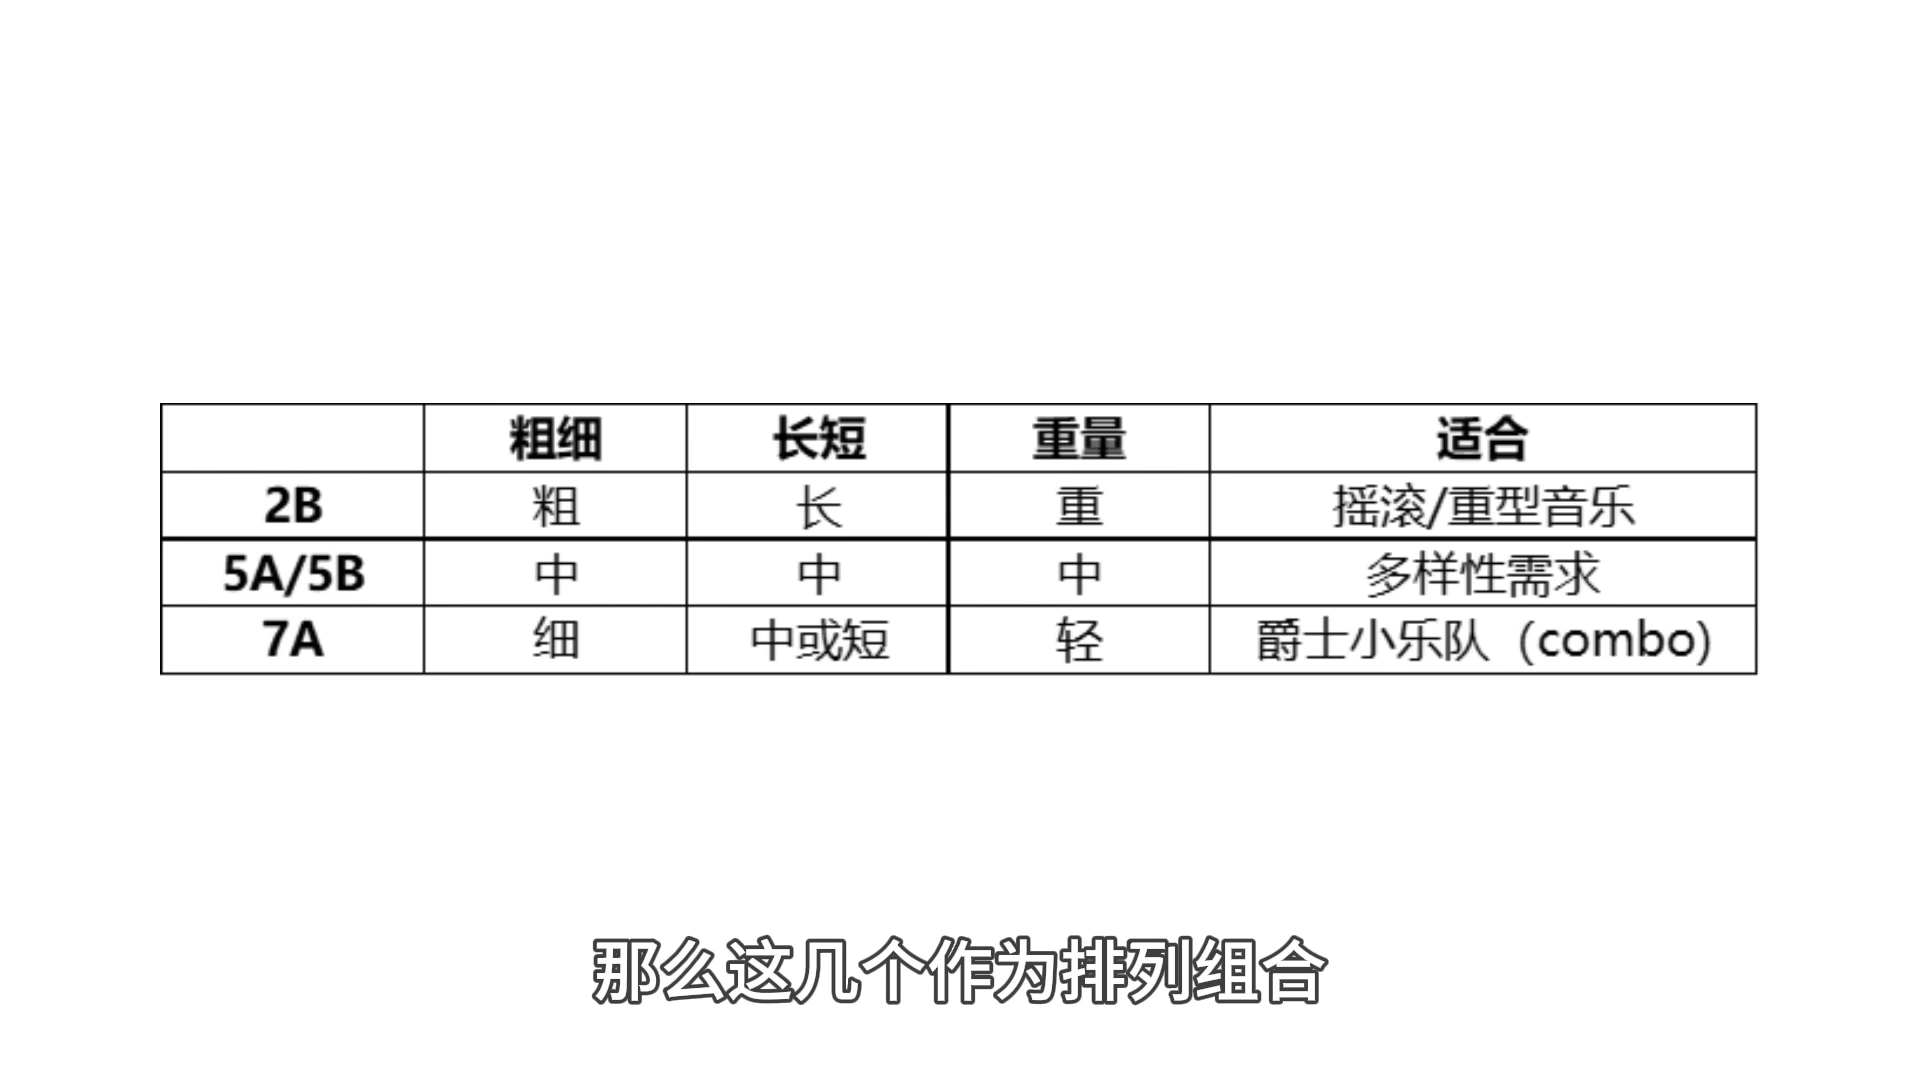 粗细 长短 重量 适合
2B 粗 长 重 摇滚/重型音乐
5A/5B 中 中 中 多样性需求
7A 细 中或短 轻 爵士小乐队（combo)
那么这几个作为排列组合